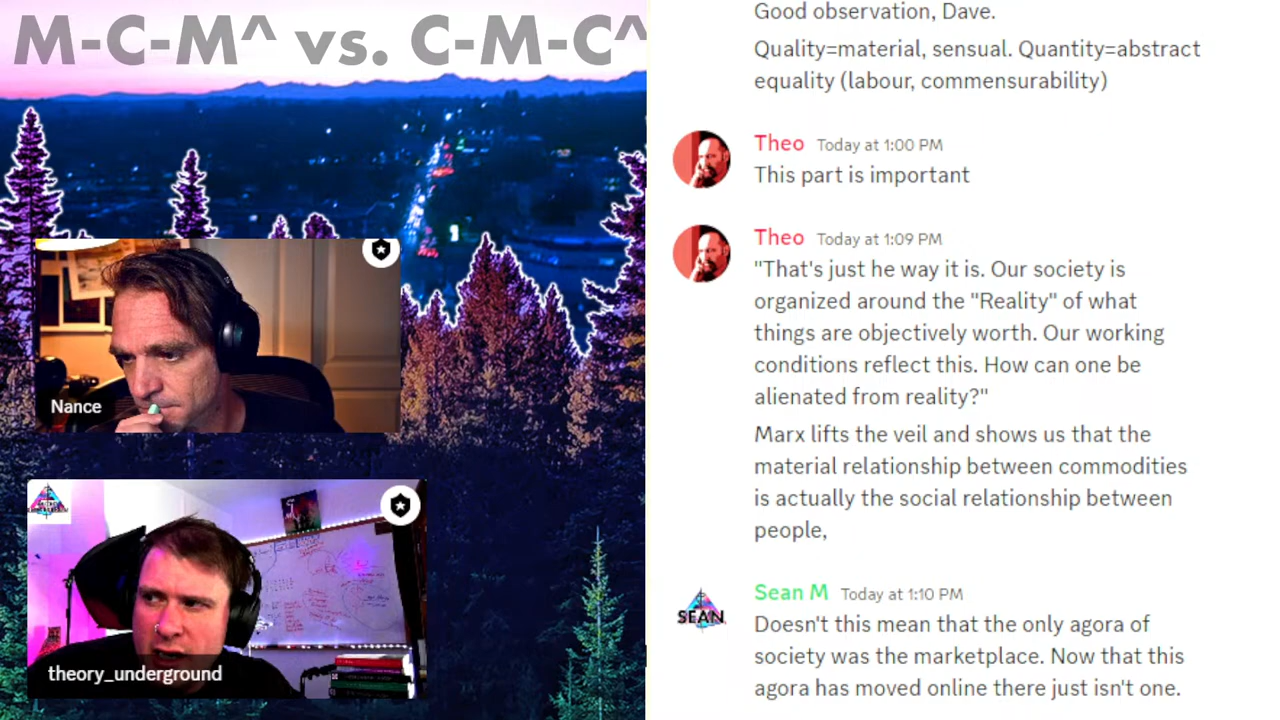 M-C-M^ vs. C-M-C^
Nance
theory_underground
Good observation, Dave.
Quality=material, sensual. Quantity=abstract
equality (labour, commensurability)
Theo Today at 1:00 PM
This part is important
Theo Today at 1:09 PM
"That's just he way it is. Our society is
organized around the "Reality" of what
things are objectively worth. Our working
conditions reflect this. How can one be
alienated from reality?"
Marx lifts the veil and shows us that the
material relationship between commodities
is actually the social relationship between
people,
SEAN
Sean M Today at 1:10 PM
Doesn't this mean that the only agora of
society was the marketplace. Now that this
agora has moved online there just isn't one.